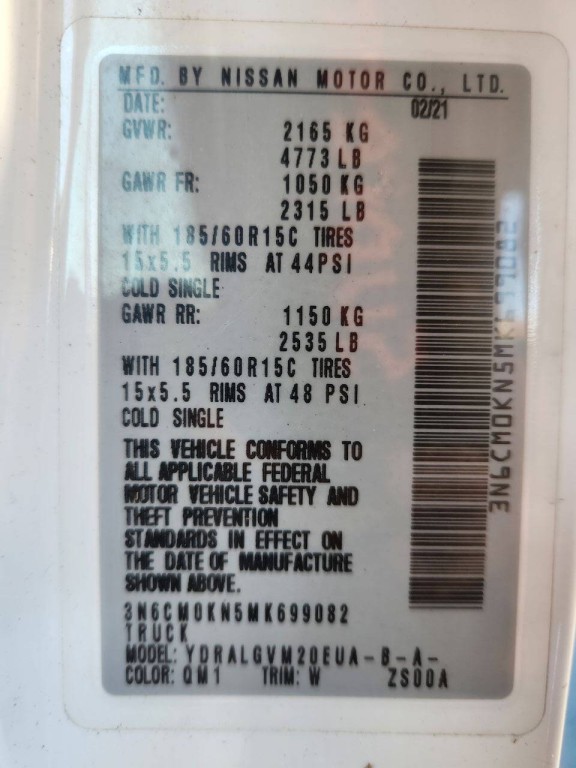 MFD. BY NISSAN MOTOR CO., LTD.
DATE: 02/21
GVWR: 2165 KG
4773 LB
GAWR FR: 1050 KG
2315 LB
WITH 185/60R15C TIRES
15x5.5 RIMS AT 44PSI
COLD SINGLE
GAWR RR: 1150 KG
2535 LB
WITH 185/60R15C TIRES
15x5.5 RIMS AT 48 PSI
COLD SINGLE
THIS VEHICLE CONFORMS TO
ALL APPLICABLE FEDERAL
MOTOR VEHICLE SAFETY AND
THEFT PREVENTION
STANDARDS IN EFFECT ON
THE DATE OF MANUFACTURE
SHOWN ABOVE.
3N6CM0KN5MK699082
TRUCK
MODEL: YDRALGVM20EUA-B-A-
COLOR: QM1 TRIM: W ZS00A
3N6CM0KN5MK699082